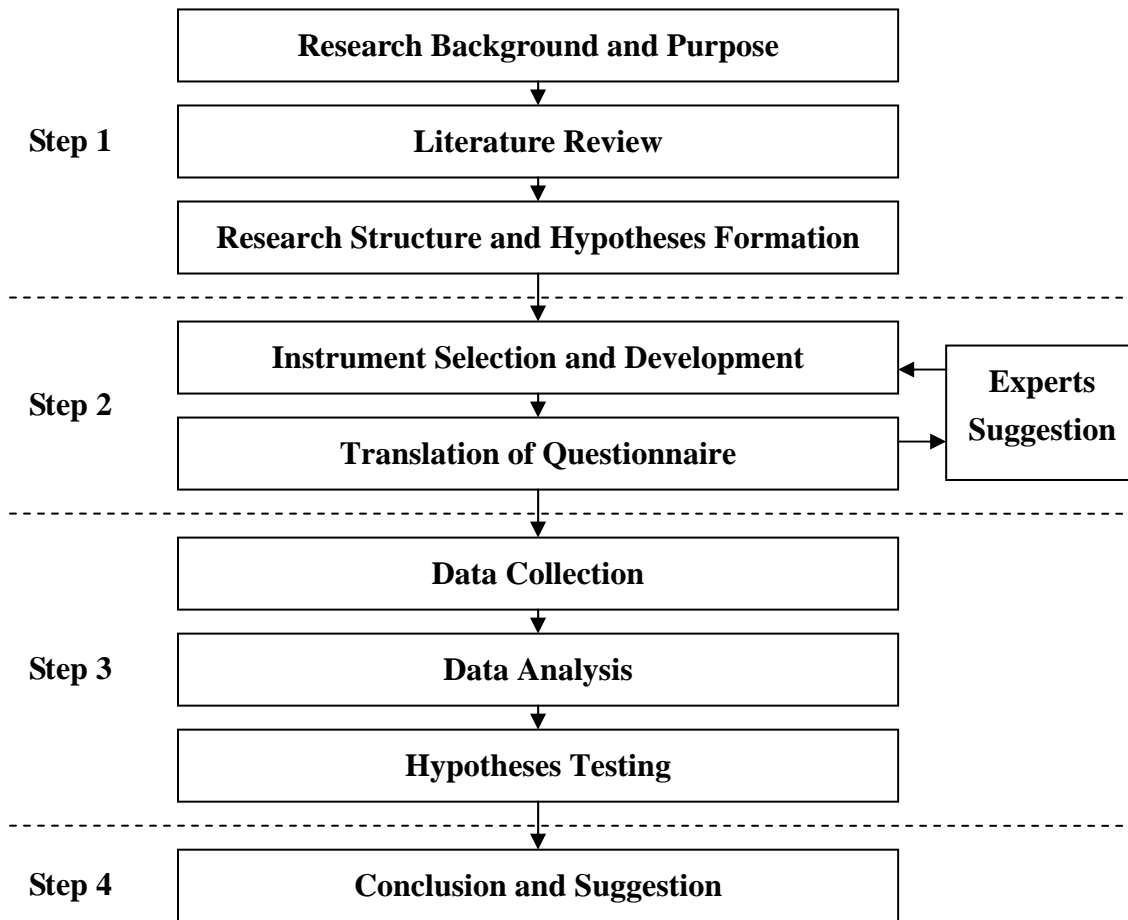 Research Background and Purpose
Step 1
Literature Review
Research Structure and Hypotheses Formation
Instrument Selection and Development
Step 2
Experts
Suggestion
Translation of Questionnaire
Data Collection
Step 3
Data Analysis
Hypotheses Testing
Step 4
Conclusion and Suggestion